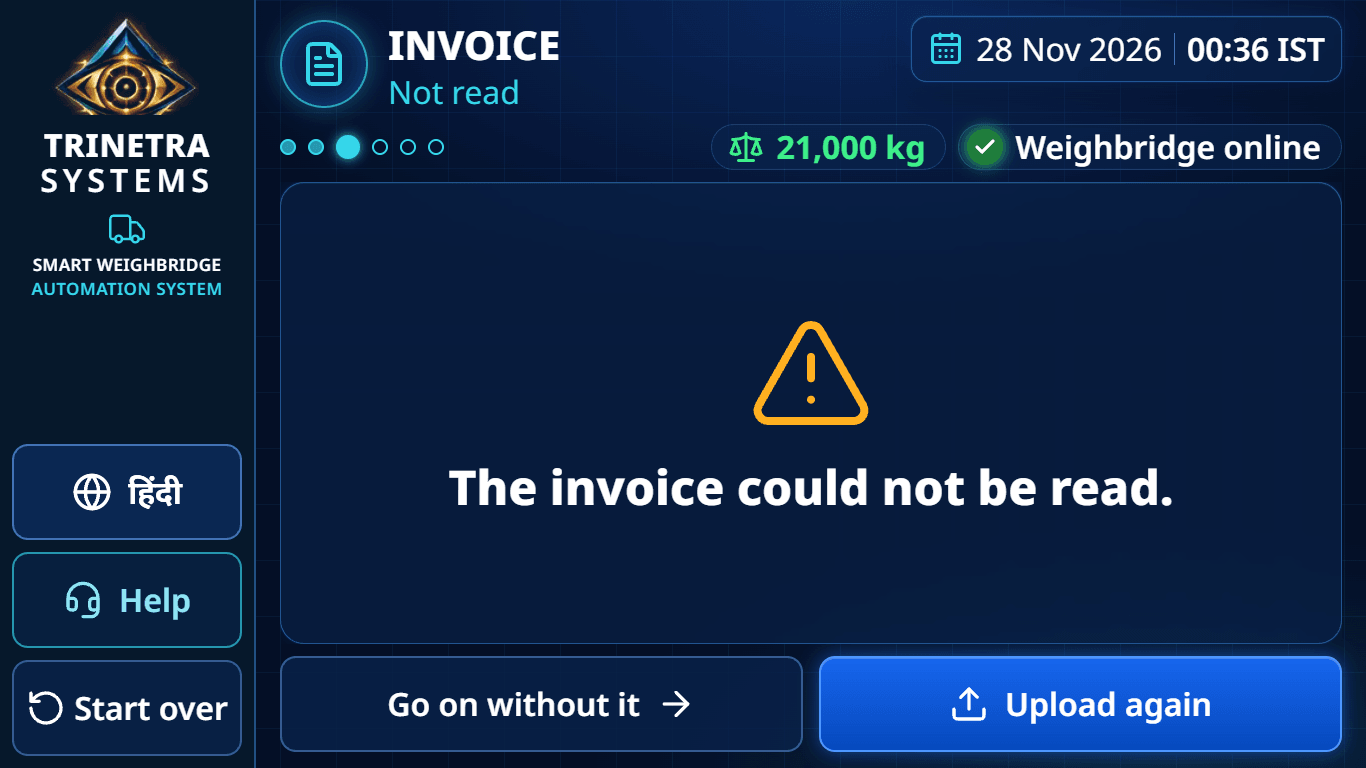 TRINETRA
SYSTEMS
SMART WEIGHBRIDGE
AUTOMATION SYSTEM
हिंदी
Help
Start over
INVOICE
Not read
28 Nov 2026 00:36 IST
21,000 kg
Weighbridge online
The invoice could not be read.
Go on without it
Upload again